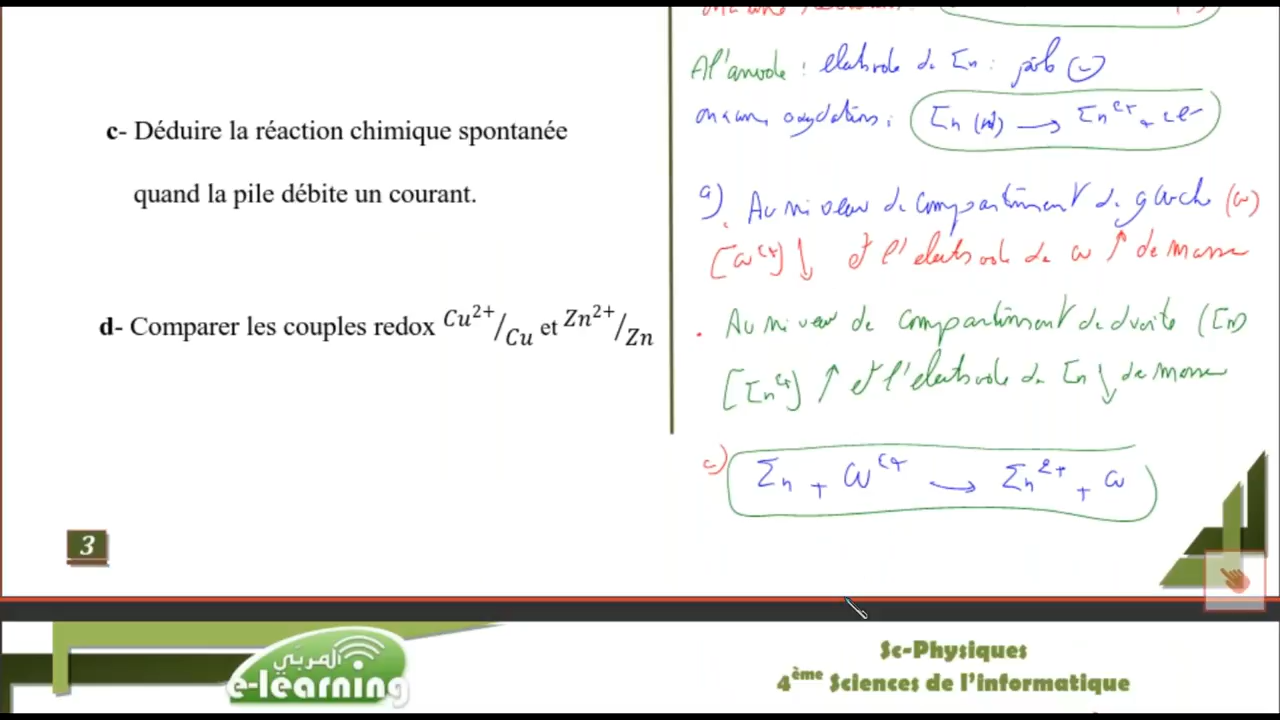 c- Déduire la réaction chimique spontanée
quand la pile débite un courant.
d- Comparer les couples redox Cu²⁺/Cu et Zn²⁺/Zn
3
A l'anode : electrode de Zn : pôle (-)
on a une oxydation : Zn (sd) → Zn²⁺ + 2e⁻
a) Au niveau de compartiment de gauche (Cu)
[Cu²⁺] ↓ et l'electrode de Cu ↑ de masse
. Au niveau de compartiment de droite (Zn)
[Zn²⁺] ↑ et l'electrode de Zn ↓ de masse
c) Zn + Cu²⁺ → Zn²⁺ + Cu
المربّي
e-learning
Sc-Physiques
4ème Sciences de l'informatique